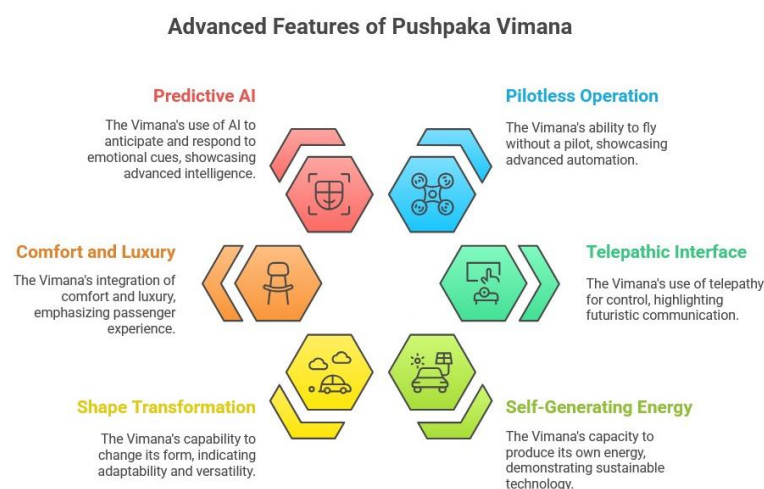 Advanced Features of Pushpaka Vimana
Predictive AI
The Vimana's use of AI to
anticipate and respond to
emotional cues, showcasing
advanced intelligence.
Pilotless Operation
The Vimana's ability to fly
without a pilot, showcasing
advanced automation.
Comfort and Luxury
The Vimana's integration of
comfort and luxury,
emphasizing passenger
experience.
Telepathic Interface
The Vimana's use of telepathy
for control, highlighting
futuristic communication.
Shape Transformation
The Vimana's capability to
change its form, indicating
adaptability and versatility.
Self-Generating Energy
The Vimana's capacity to
produce its own energy,
demonstrating sustainable
technology.